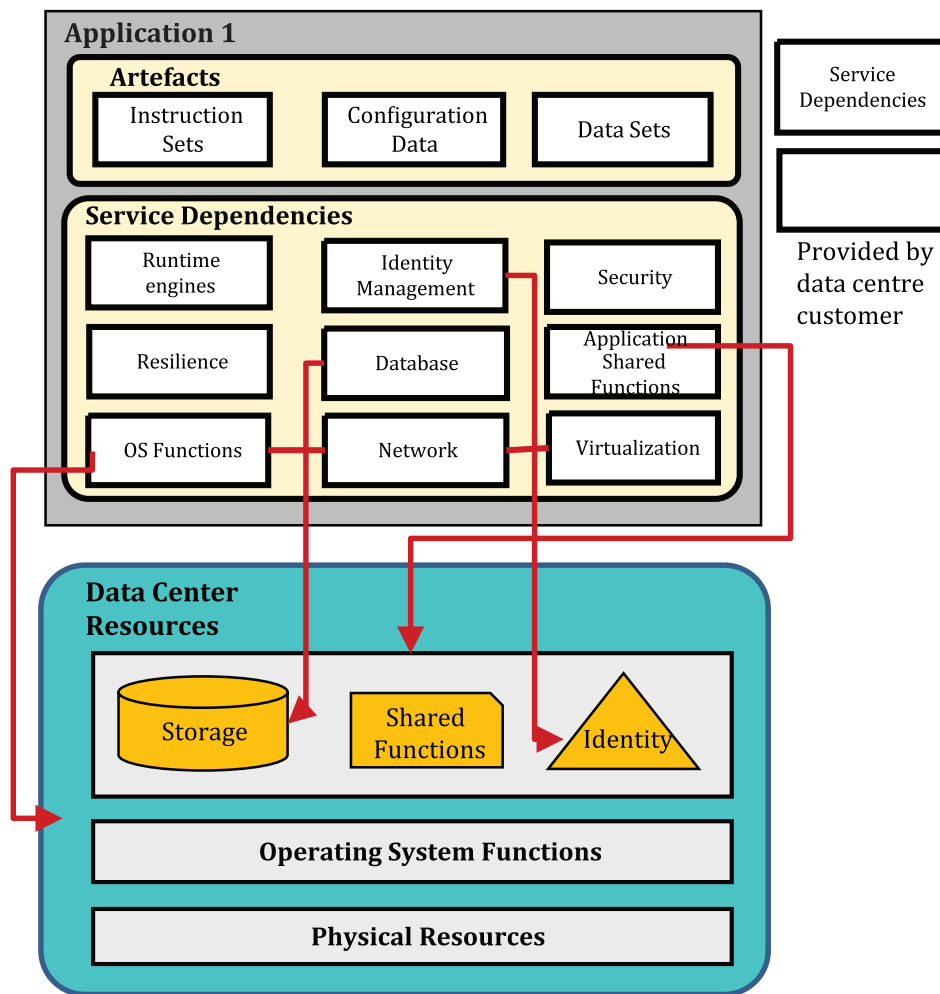 Application 1
Artefacts
Instruction
Sets
Configuration
Data
Data Sets
Service Dependencies
Runtime
engines
Identity
Management
Security
Resilience
Database
Application
Shared
Functions
OS Functions
Network
Virtualization
Service
Dependencies
Provided by
data centre
customer
Data Center
Resources
Storage
Shared
Functions
Identity
Operating System Functions
Physical Resources